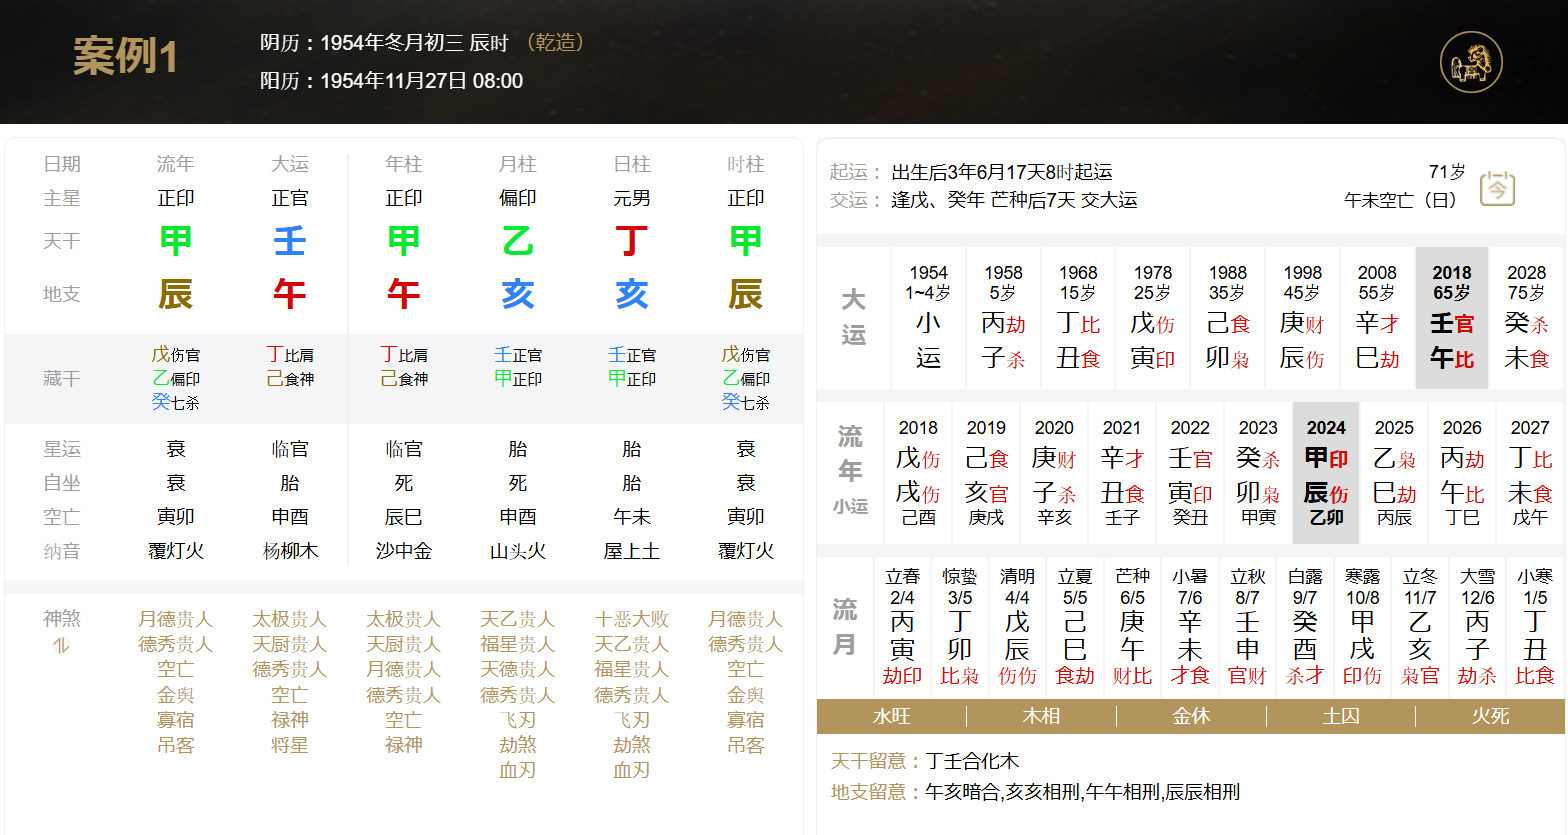 案例1
阴历：1954年冬月初三 辰时 （乾造）
阳历：1954年11月27日 08:00
日期 流年 大运 年柱 月柱 日柱 时柱
主星 正印 正官 正印 偏印 元男 正印
天干 甲 壬 甲 乙 丁 甲
地支 辰 午 午 亥 亥 辰
藏干 戊伤官 丁比肩 丁比肩 壬正官 壬正官 戊伤官
乙偏印 己食神 己食神 甲正印 甲正印 乙偏印
癸七杀 癸七杀
星运 衰 临官 临官 胎 胎 衰
自坐 衰 胎 死 死 胎 衰
空亡 寅卯 申酉 辰巳 申酉 午未 寅卯
纳音 覆灯火 杨柳木 沙中金 山头火 屋上土 覆灯火
神煞 月德贵人 太极贵人 太极贵人 天乙贵人 十恶大败 月德贵人
德秀贵人 天厨贵人 天厨贵人 福星贵人 天乙贵人 德秀贵人
空亡 德秀贵人 月德贵人 天德贵人 福星贵人 空亡
金舆 空亡 德秀贵人 德秀贵人 德秀贵人 金舆
寡宿 禄神 空亡 飞刃 飞刃 寡宿
吊客 将星 禄神 劫煞 劫煞 吊客
血刃 血刃
起运： 出生后3年6月17天8时起运 71岁
交运： 逢戊、癸年 芒种后7天 交大运 午未空亡（日）
今
大运
1954 1958 1968 1978 1988 1998 2008 2018 2028
1~4岁 5岁 15岁 25岁 35岁 45岁 55岁 65岁 75岁
小 丙劫 丁比 戊伤 己食 庚财 辛才 壬官 癸杀
运 子杀 丑食 寅印 卯枭 辰伤 巳劫 午比 未食
流年
小运
2018 2019 2020 2021 2022 2023 2024 2025 2026 2027
戊伤 己食 庚财 辛才 壬官 癸杀 甲印 乙枭 丙劫 丁比
戌伤 亥官 子杀 丑食 寅印 卯枭 辰伤 巳劫 午比 未食
己酉 庚戌 辛亥 壬子 癸丑 甲寅 乙卯 丙辰 丁巳 戊午
流月
立春 惊蛰 清明 立夏 芒种 小暑 立秋 白露 寒露 立冬 大雪 小寒
2/4 3/5 4/4 5/5 6/5 7/6 8/7 9/7 10/8 11/7 12/6 1/5
丙 丁 戊 己 庚 辛 壬 癸 甲 乙 丙 丁
寅 卯 辰 巳 午 未 申 酉 戌 亥 子 丑
劫印 比枭 伤伤 食劫 财比 才食 官财 杀才 印伤 枭官 劫杀 比食
水旺 木相 金休 土囚 火死
天干留意：丁壬合化木
地支留意：午亥暗合,亥亥相刑,午午相刑,辰辰相刑